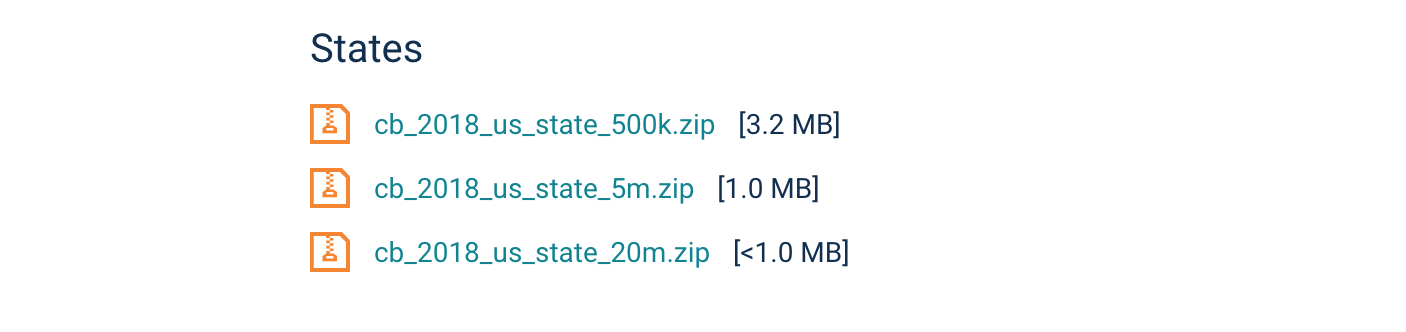 States
cb_2018_us_state_500k.zip [3.2 MB]
cb_2018_us_state_5m.zip [1.0 MB]
cb_2018_us_state_20m.zip [<1.0 MB]